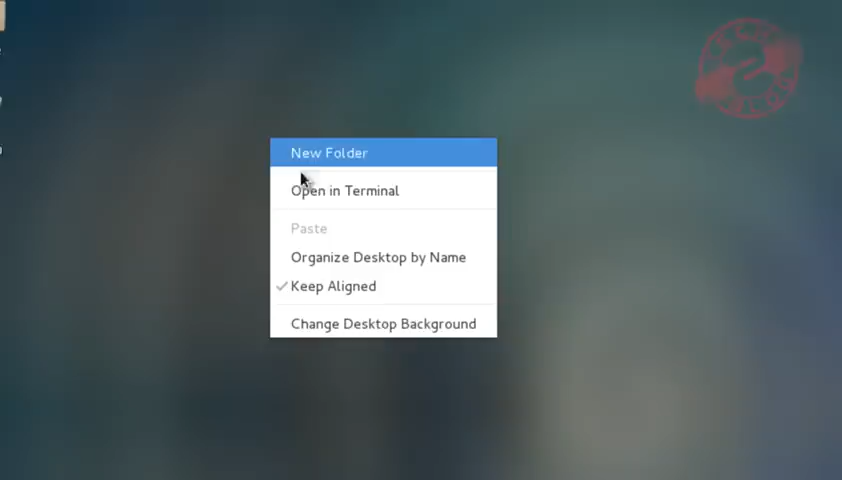 New Folder
Open in Terminal
Paste
Organize Desktop by Name
Keep Aligned
Change Desktop Background